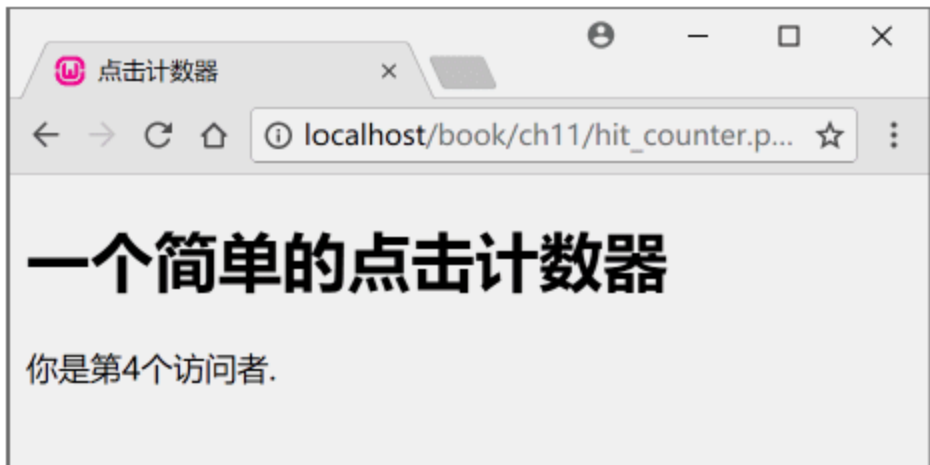 点击计数器
localhost/book/ch11/hit_counter.p...
一个简单的点击计数器
你是第4个访问者.